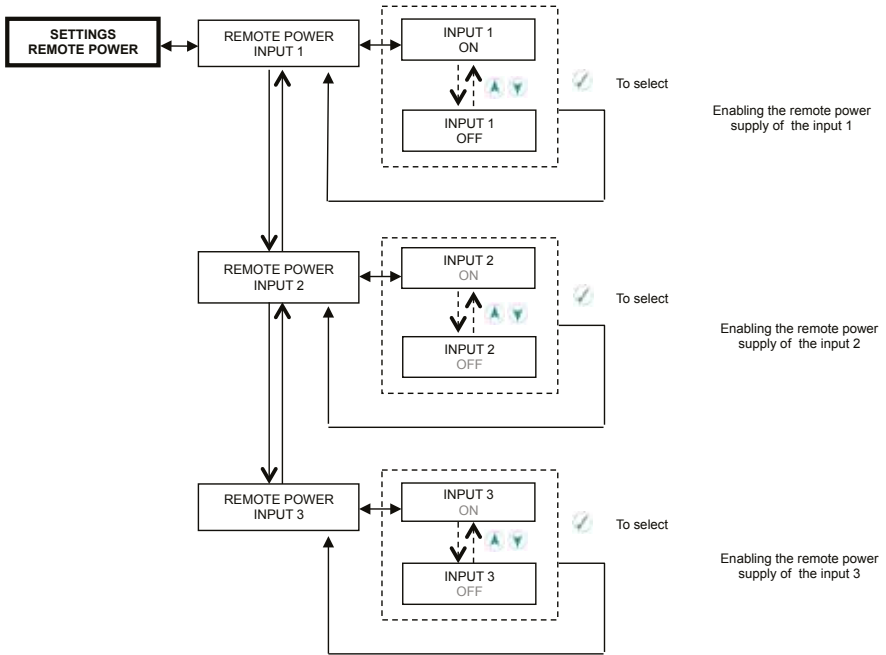 SETTINGS
REMOTE POWER
REMOTE POWER
INPUT 1
INPUT 1
ON
INPUT 1
OFF
To select
Enabling the remote power
supply of the input 1
REMOTE POWER
INPUT 2
INPUT 2
ON
INPUT 2
OFF
To select
Enabling the remote power
supply of the input 2
REMOTE POWER
INPUT 3
INPUT 3
ON
INPUT 3
OFF
To select
Enabling the remote power
supply of the input 3